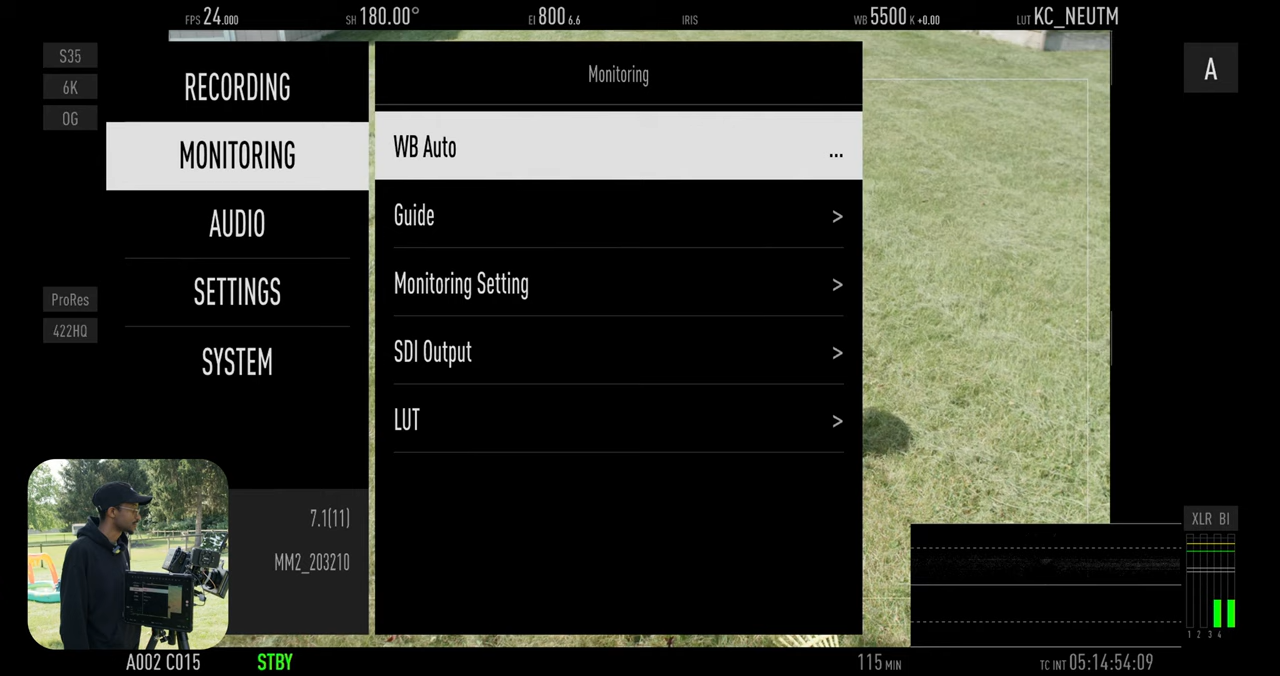 FPS 24.000 SH 180.00° EI 800 6.6 IRIS WB 5500 K +0.00 LUT KC_NEUTM
S35
6K
OG
A
RECORDING
MONITORING
AUDIO
SETTINGS
SYSTEM
Monitoring
WB Auto ...
Guide >
Monitoring Setting >
SDI Output >
LUT >
ProRes
422HQ
7.1(11)
MM2_203210
XLR BI
1 2 3 4
A002 C015 STBY 115 MIN TC INT 05:14:54:09